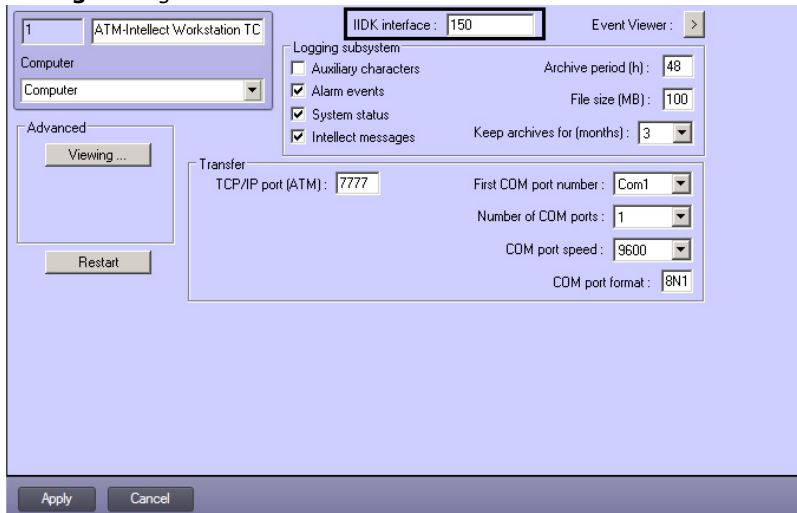 1 ATM-Intellect Workstation TC
IIDK interface : 150
Event Viewer : >
Computer
Computer
Logging subsystem
Auxiliary characters
Alarm events
System status
Intellect messages
Archive period (h) : 48
File size (MB) : 100
Keep archives for (months) : 3
Advanced
Viewing ...
Restart
Transfer
TCP/IP port (ATM) : 7777
First COM port number : Com1
Number of COM ports : 1
COM port speed : 9600
COM port format : 8N1
Apply Cancel